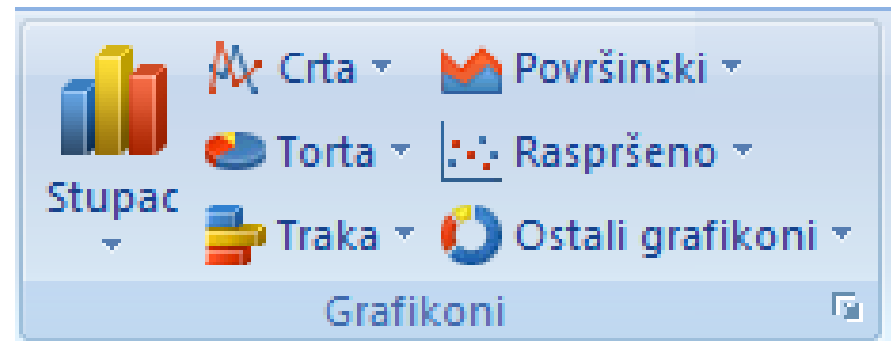 Stupac
Crta
Torta
Traka
Površinski
Raspršeno
Ostali grafikoni
Grafikoni